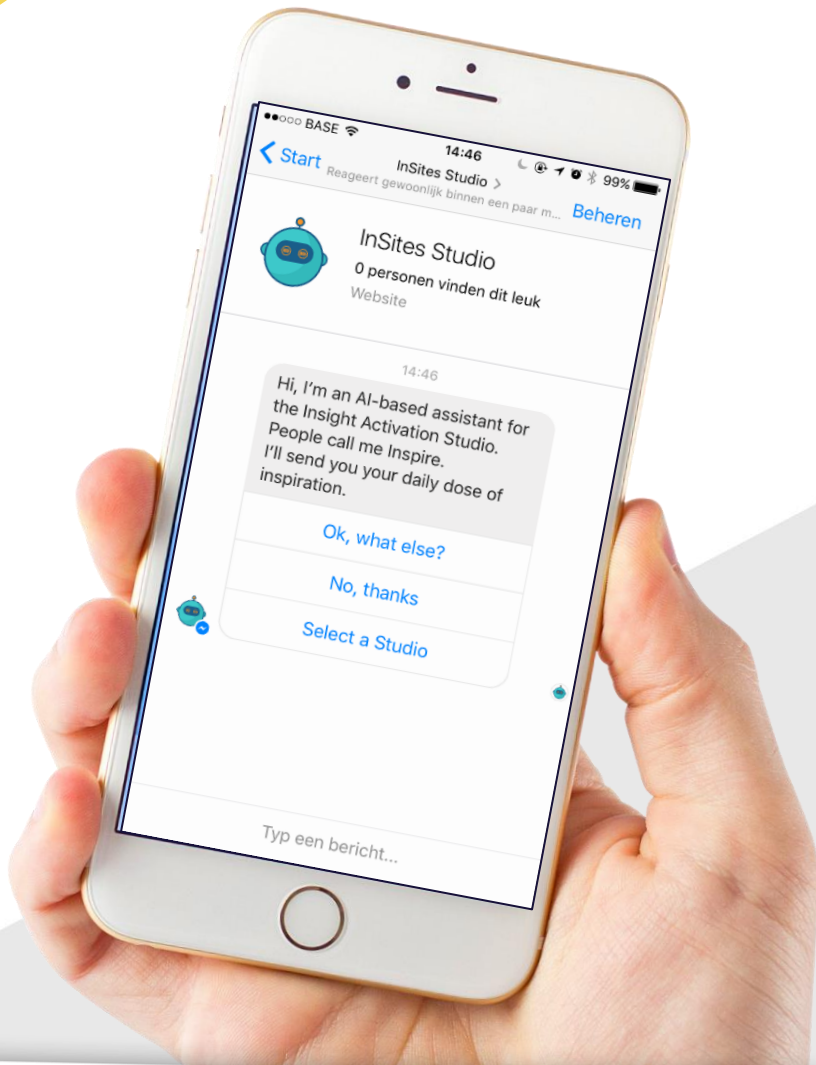 BASE 14:46 99%
Start InSites Studio Beheren
Reageert gewoonlijk binnen een paar m...
InSites Studio
0 personen vinden dit leuk
Website
14:46
Hi, I'm an AI-based assistant for
the Insight Activation Studio.
People call me Inspire.
I'll send you your daily dose of
inspiration.
Ok, what else?
No, thanks
Select a Studio
Typ een bericht...